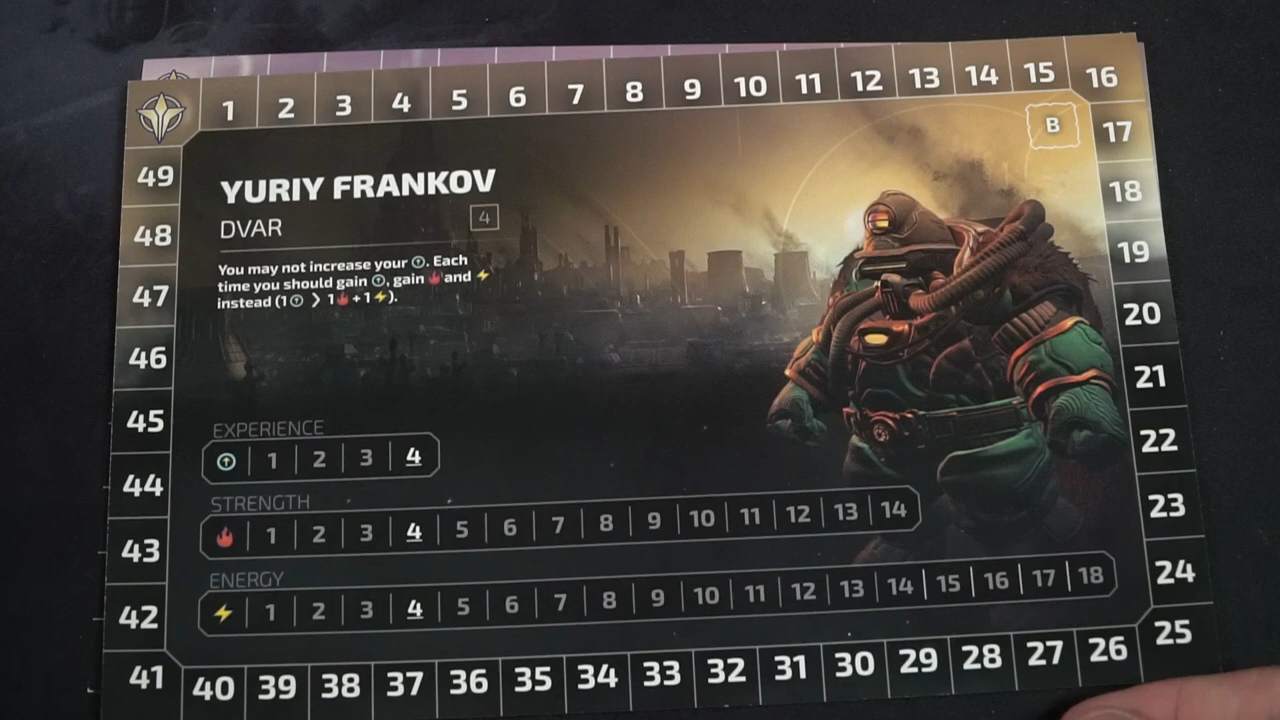 1 2 3 4 5 6 7 8 9 10 11 12 13 14 15 16
49 17
B
YURIY FRANKOV
48 18
DVAR 4
You may not increase your . Each
time you should gain , gain and
instead (1 > 1 + 1 ).
47 19
46 20
45 21
EXPERIENCE
1 2 3 4
44 22
STRENGTH
1 2 3 4 5 6 7 8 9 10 11 12 13 14
43 23
ENERGY
1 2 3 4 5 6 7 8 9 10 11 12 13 14 15 16 17 18
42 24
41 40 39 38 37 36 35 34 33 32 31 30 29 28 27 26 25